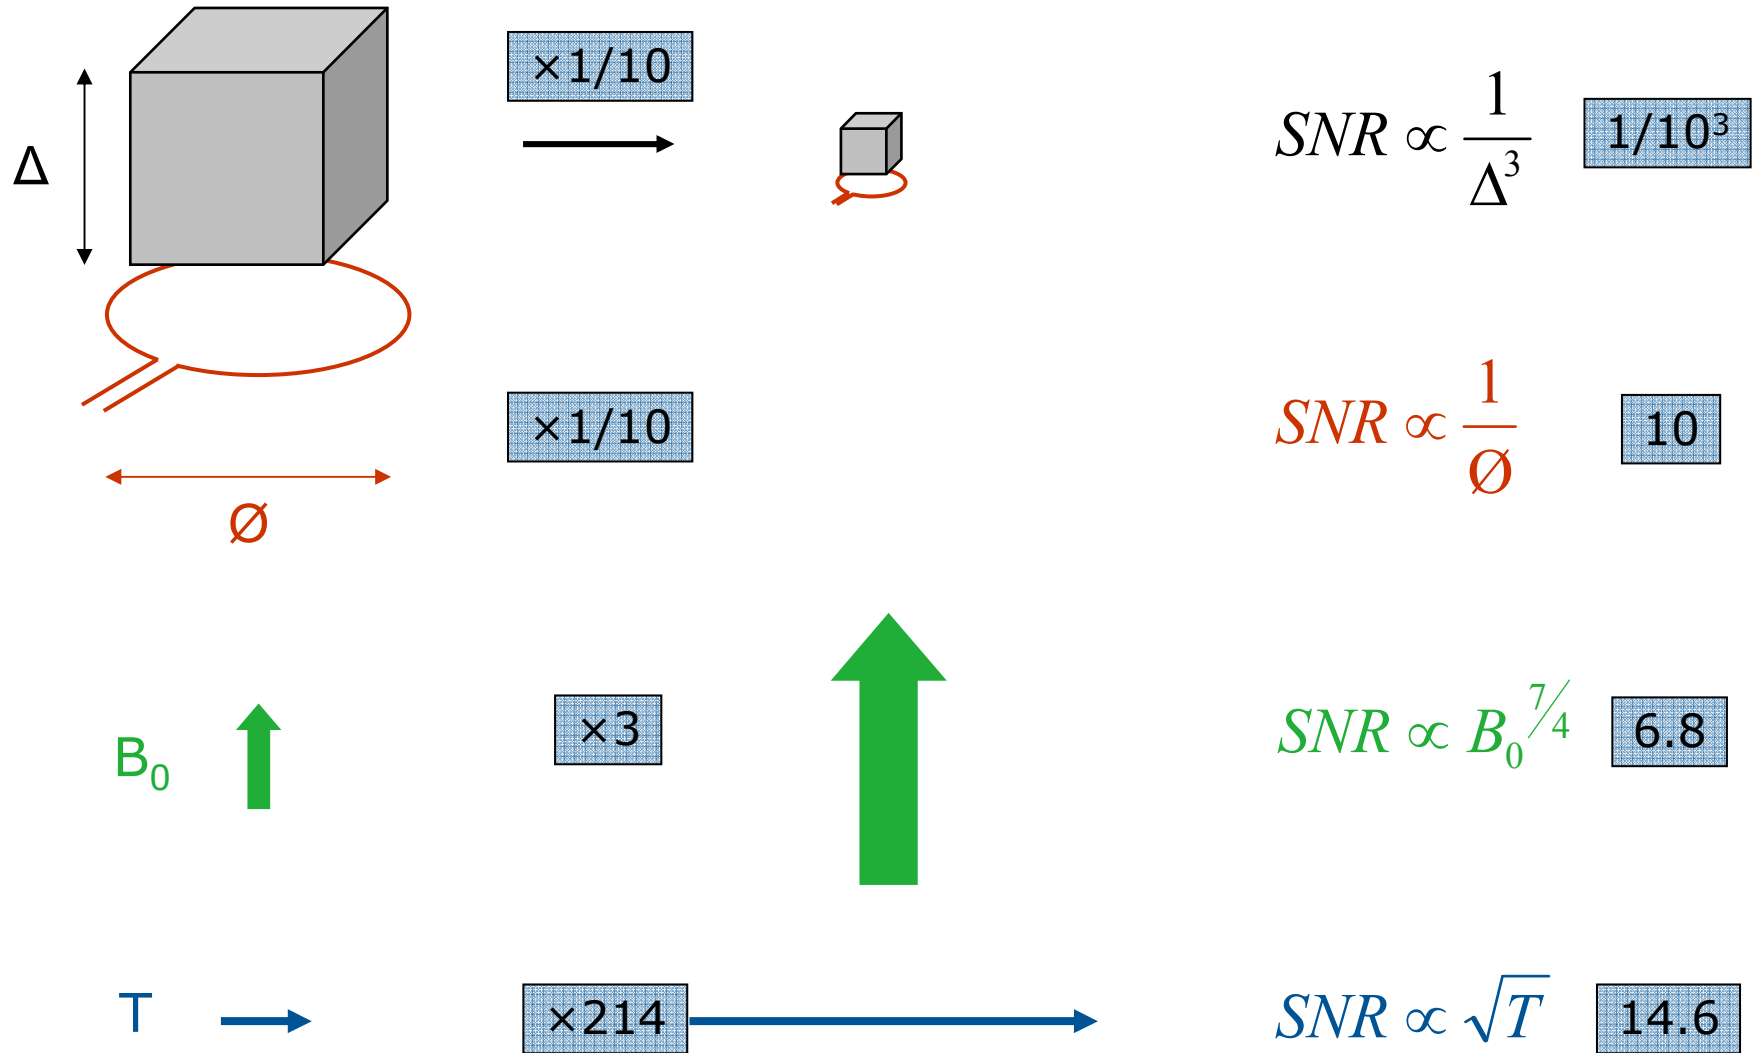 ×1/10
SNR ∝ 1/Δ³ 1/10³
Δ
×1/10
SNR ∝ 1/Ø 10
Ø
B₀ ×3 SNR ∝ B₀^7/4 6.8
T ×214 SNR ∝ √T 14.6